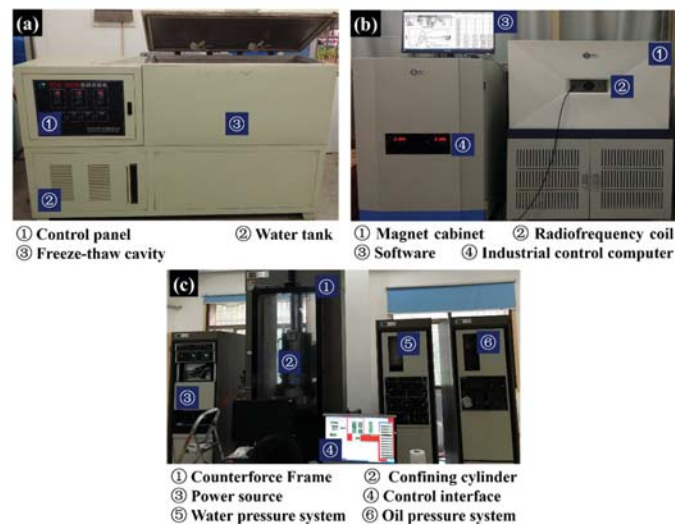 (a)
①
②
③
① Control panel ② Water tank
③ Freeze-thaw cavity
(b)
③
①
②
④
① Magnet cabinet ② Radiofrequency coil
③ Software ④ Industrial control computer
(c)
①
②
③
④
⑤
⑥
① Counterforce Frame ② Confining cylinder
③ Power source ④ Control interface
⑤ Water pressure system ⑥ Oil pressure system